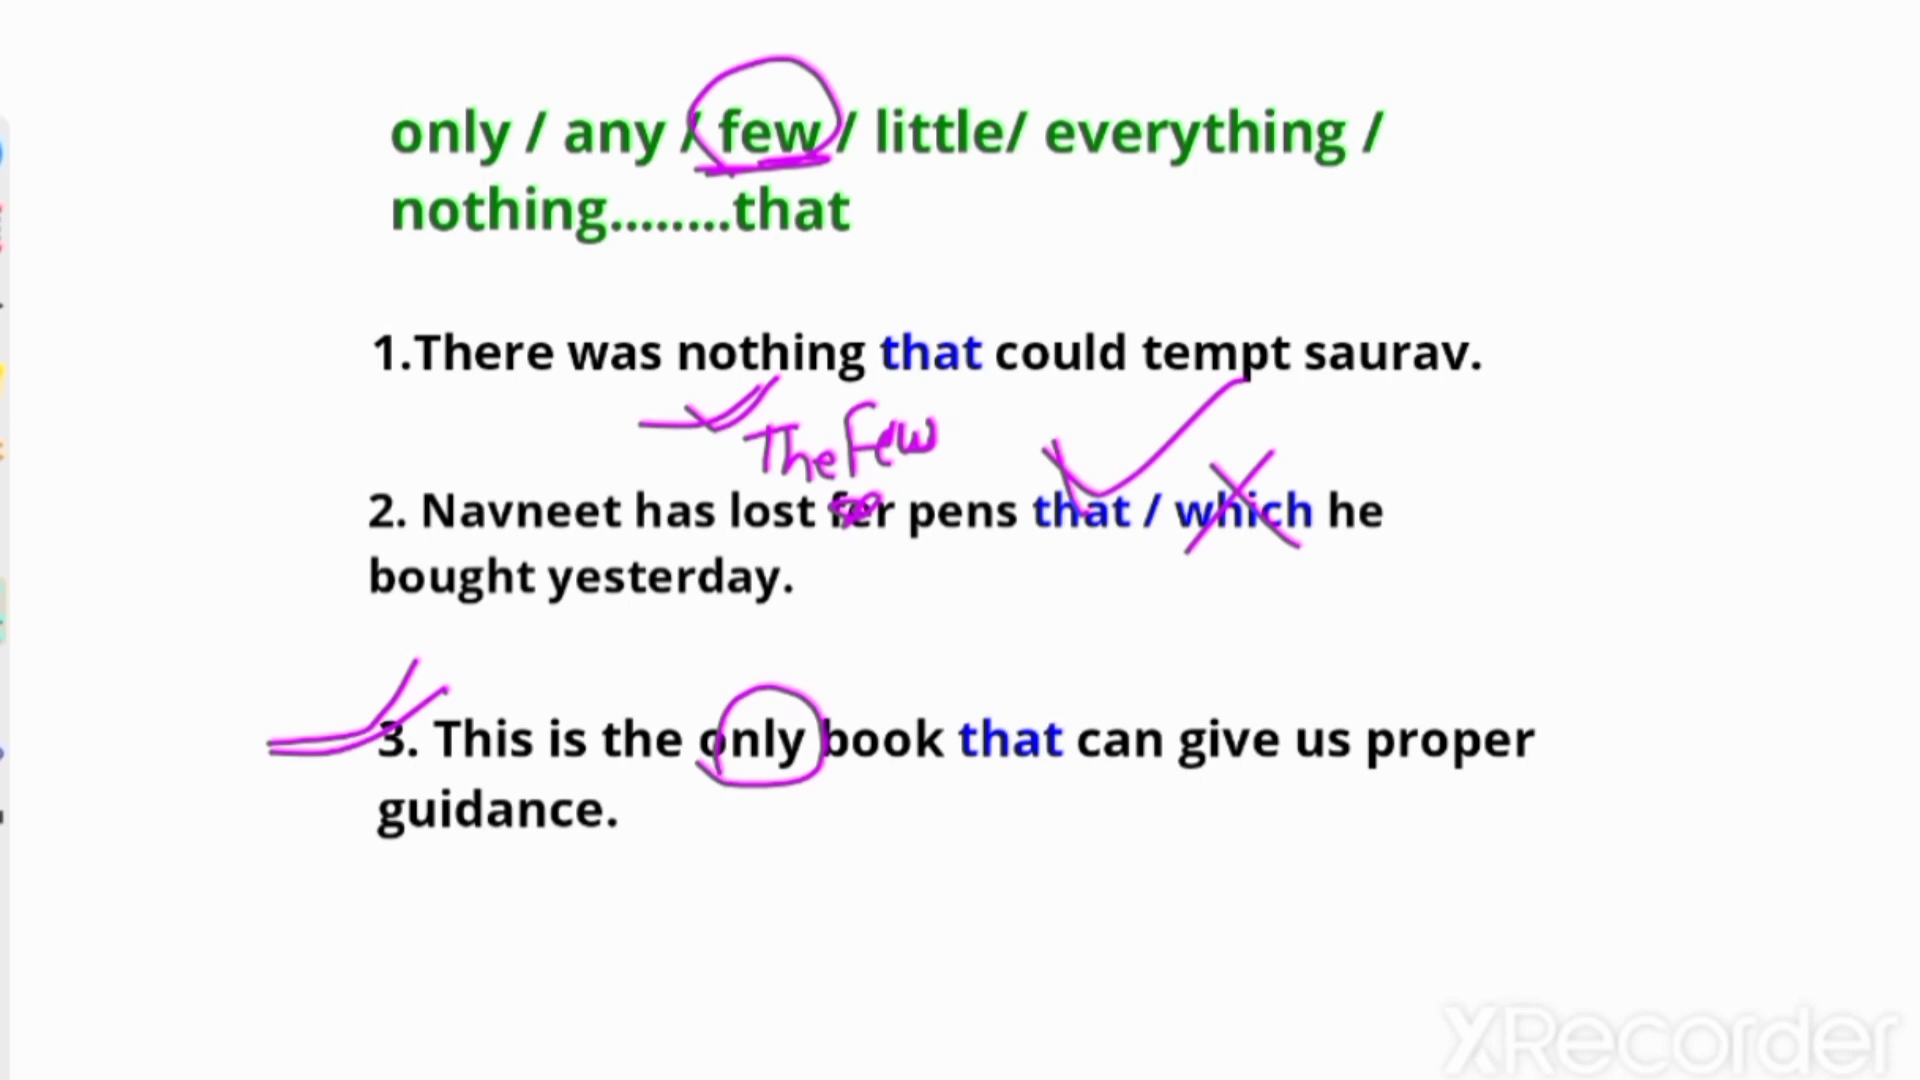 only / any / few / little/ everything /
nothing........that
1.There was nothing that could tempt saurav.
The Few
2. Navneet has lost fer pens that / which he
bought yesterday.
3. This is the only book that can give us proper
guidance.
XRecorder